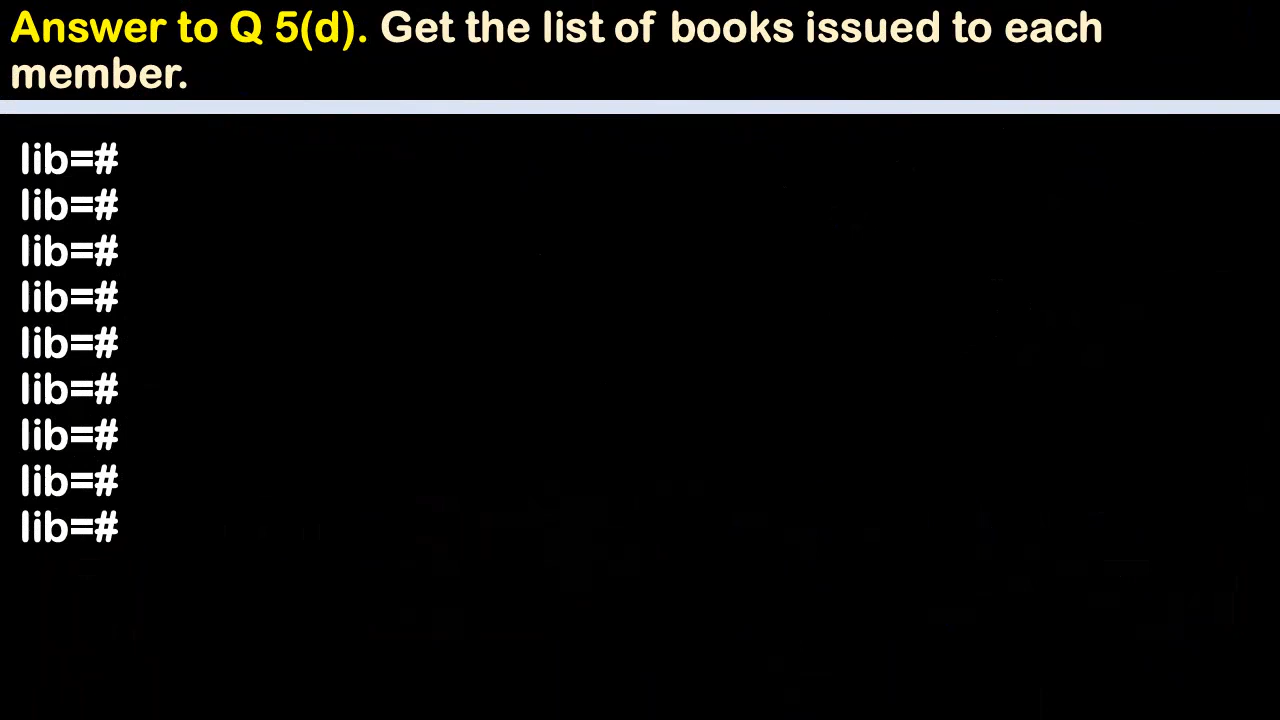 Answer to Q 5(d). Get the list of books issued to each
member.
lib=#
lib=#
lib=#
lib=#
lib=#
lib=#
lib=#
lib=#
lib=#